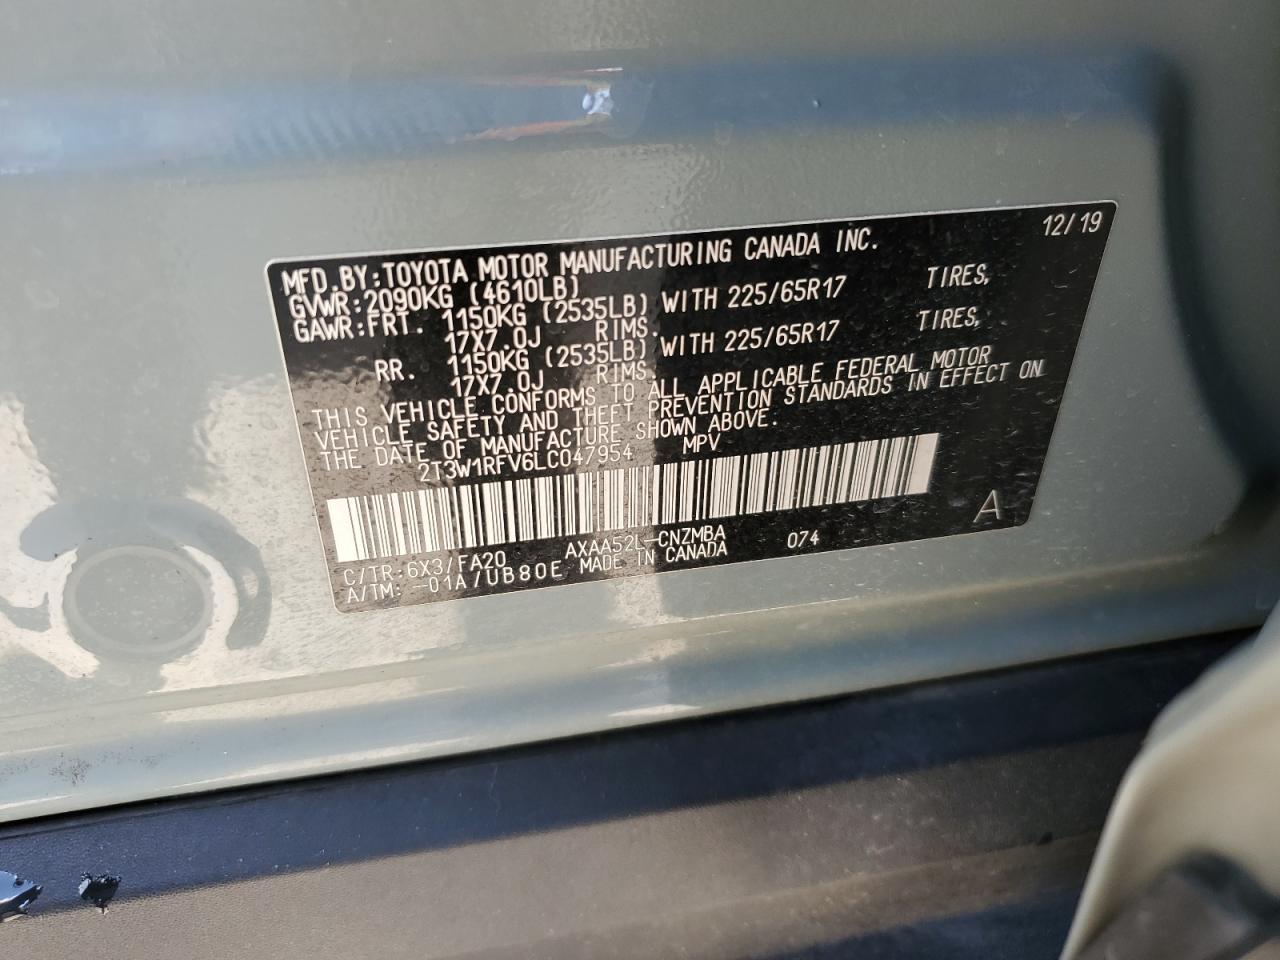 12/19
MFD.BY:TOYOTA MOTOR MANUFACTURING CANADA INC.
GVWR:2090KG (4610LB)
GAWR:FRT. 1150KG (2535LB) WITH 225/65R17 TIRES,
17X7.0J RIMS.
RR. 1150KG (2535LB) WITH 225/65R17 TIRES,
17X7.0J RIMS.
THIS VEHICLE CONFORMS TO ALL APPLICABLE FEDERAL MOTOR
VEHICLE SAFETY AND THEFT PREVENTION STANDARDS IN EFFECT ON
THE DATE OF MANUFACTURE SHOWN ABOVE.
2T3W1RFV6LC047954 MPV
C/TR:6X3/FA20 AXAA52L-CNZMBA 074 A
A/TM: -01A/UB80E MADE IN CANADA